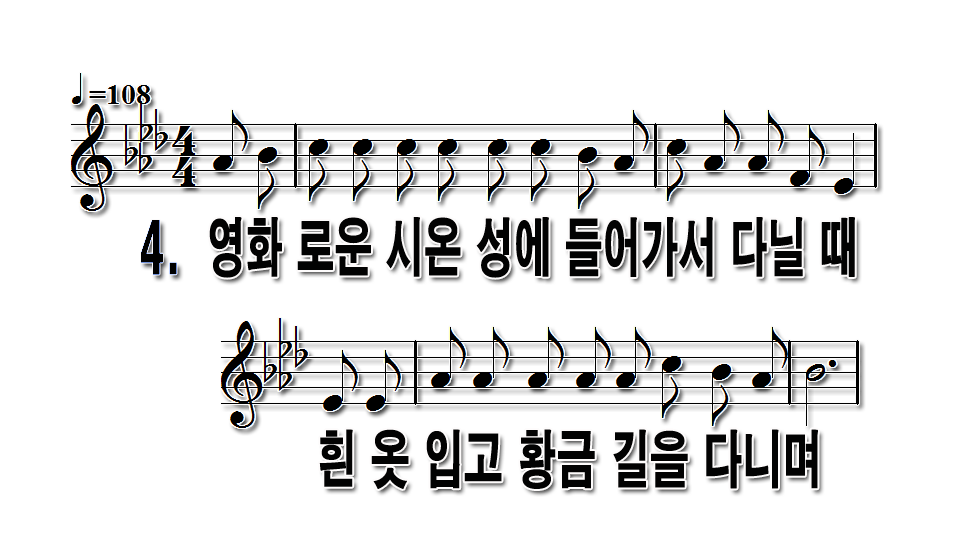 ♩=108
4. 영화 로운 시온 성에 들어가서 다닐 때
흰 옷 입고 황금 길을 다니며